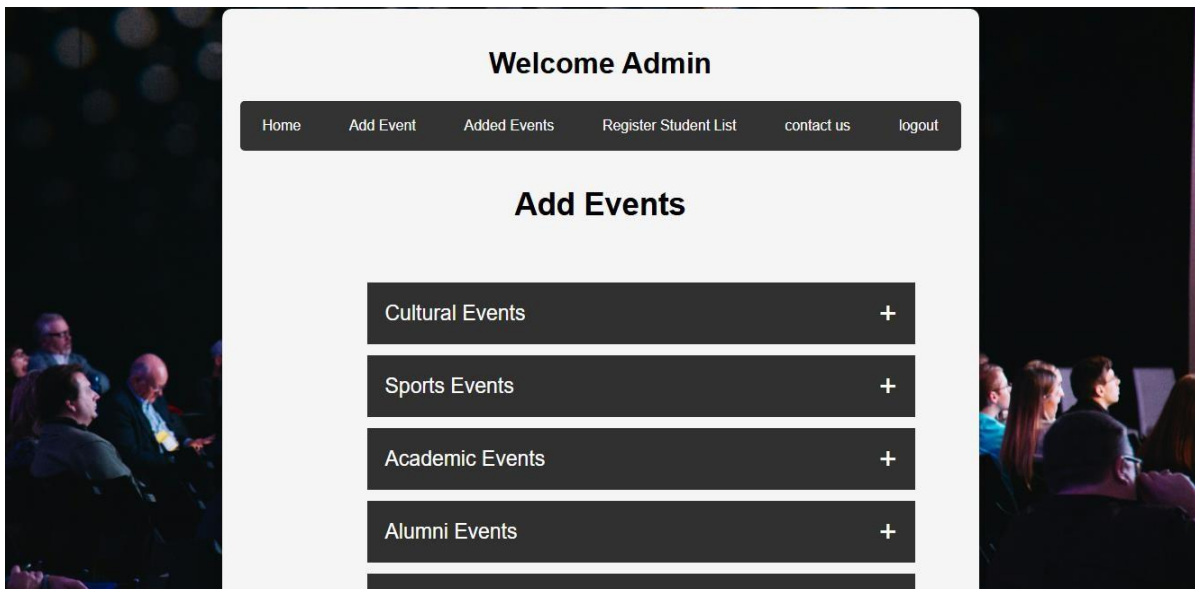 Welcome Admin
Home Add Event Added Events Register Student List contact us logout
Add Events
Cultural Events +
Sports Events +
Academic Events +
Alumni Events +